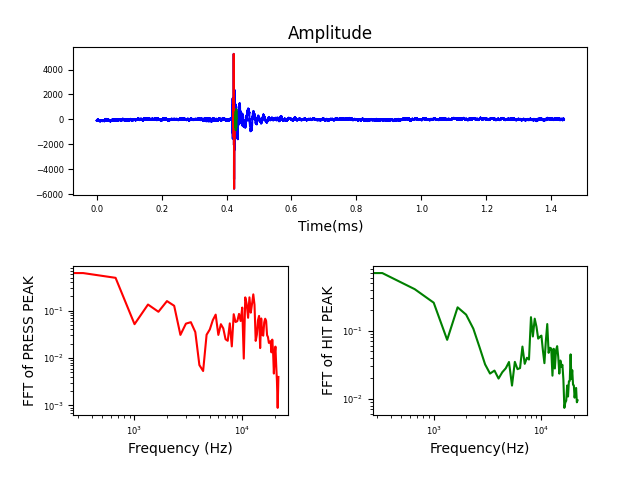 Amplitude
4000
2000
0
−2000
−4000
−6000
0.0 0.2 0.4 0.6 0.8 1.0 1.2 1.4
Time(ms)
FFT of PRESS PEAK
10⁻¹
10⁻²
10⁻³
10³ 10⁴
Frequency (Hz)
FFT of HIT PEAK
10⁻¹
10⁻²
10³ 10⁴
Frequency(Hz)